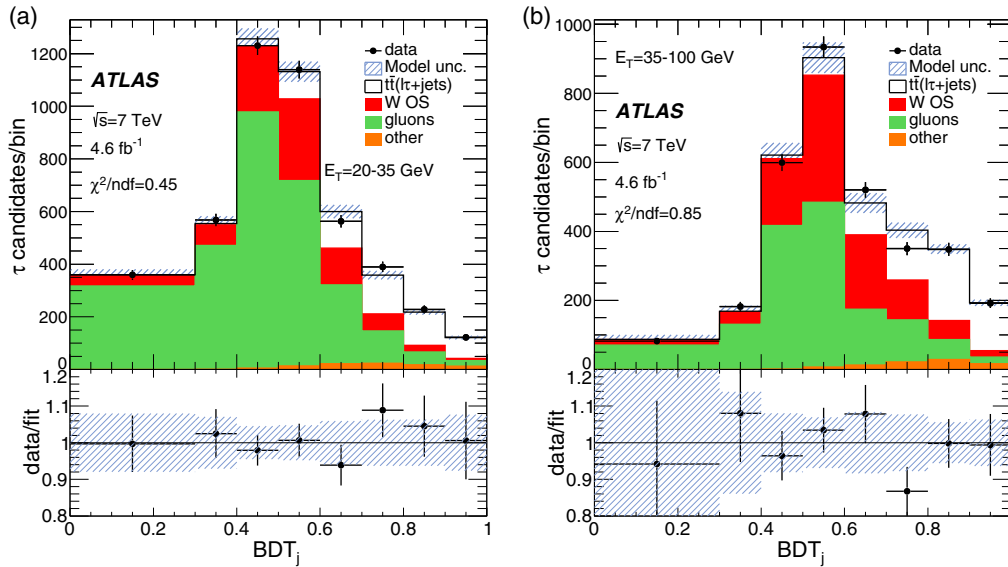 (a)
τ candidates/bin
1200
1000
800
600
400
200
0
ATLAS
√s=7 TeV
4.6 fb⁻¹
χ²/ndf=0.45
data
Model unc.
tt̄(lτ+jets)
W OS
gluons
other
E_T=20-35 GeV
data/fit
1.2
1.1
1
0.9
0.8
0 0.2 0.4 0.6 0.8 1
BDT_j
(b)
τ candidates/bin
1000
800
600
400
200
0
E_T=35-100 GeV
ATLAS
√s=7 TeV
4.6 fb⁻¹
χ²/ndf=0.85
data
Model unc.
tt̄(lτ+jets)
W OS
gluons
other
data/fit
1.2
1.1
1
0.9
0.8
0 0.2 0.4 0.6 0.8
BDT_j